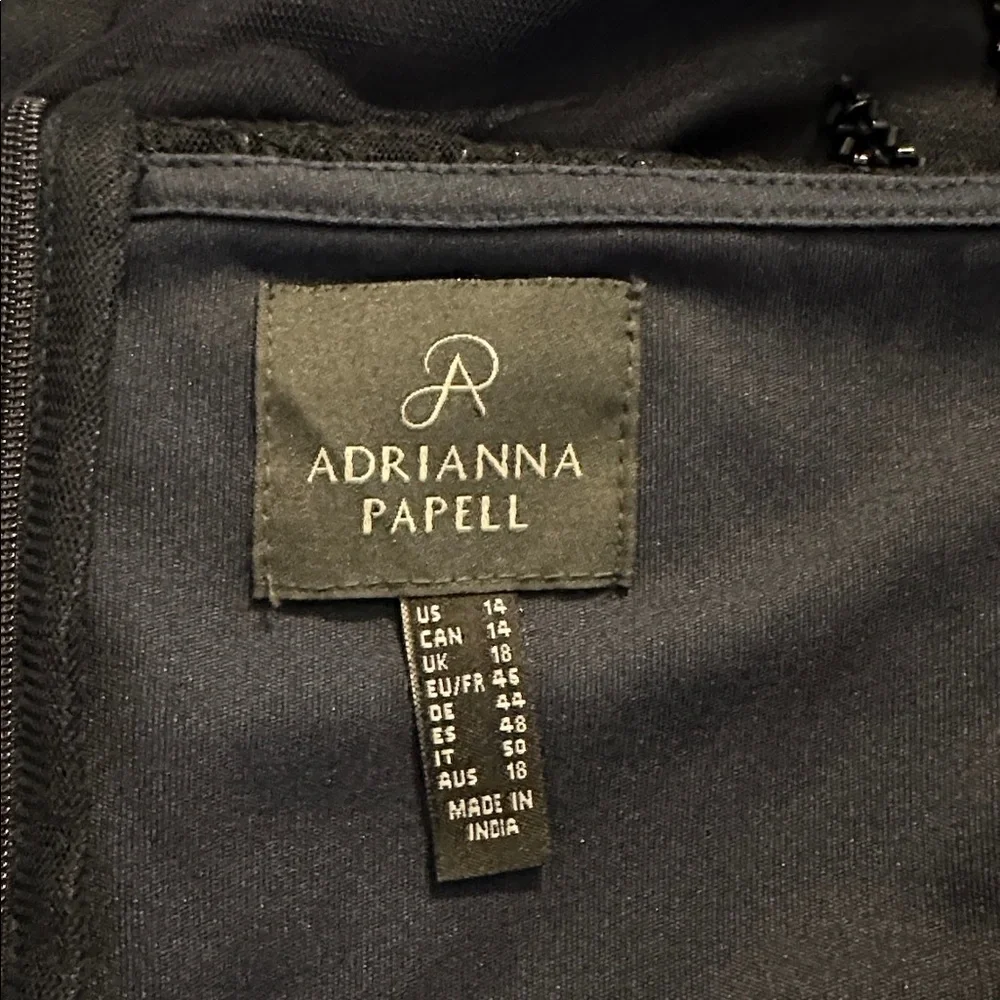 ADRIANNA
PAPELL
US 14
CAN 14
UK 18
EU/FR 46
DE 44
ES 48
IT 50
AUS 18
MADE IN
INDIA